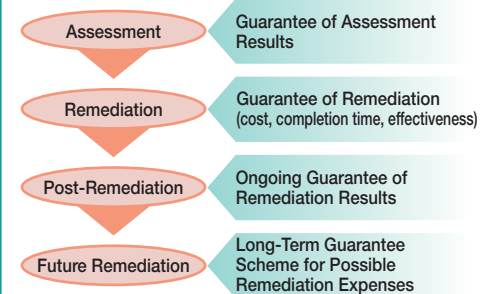 Assessment
Guarantee of Assessment
Results
Remediation
Guarantee of Remediation
(cost, completion time, effectiveness)
Post-Remediation
Ongoing Guarantee of
Remediation Results
Future Remediation
Long-Term Guarantee
Scheme for Possible
Remediation Expenses